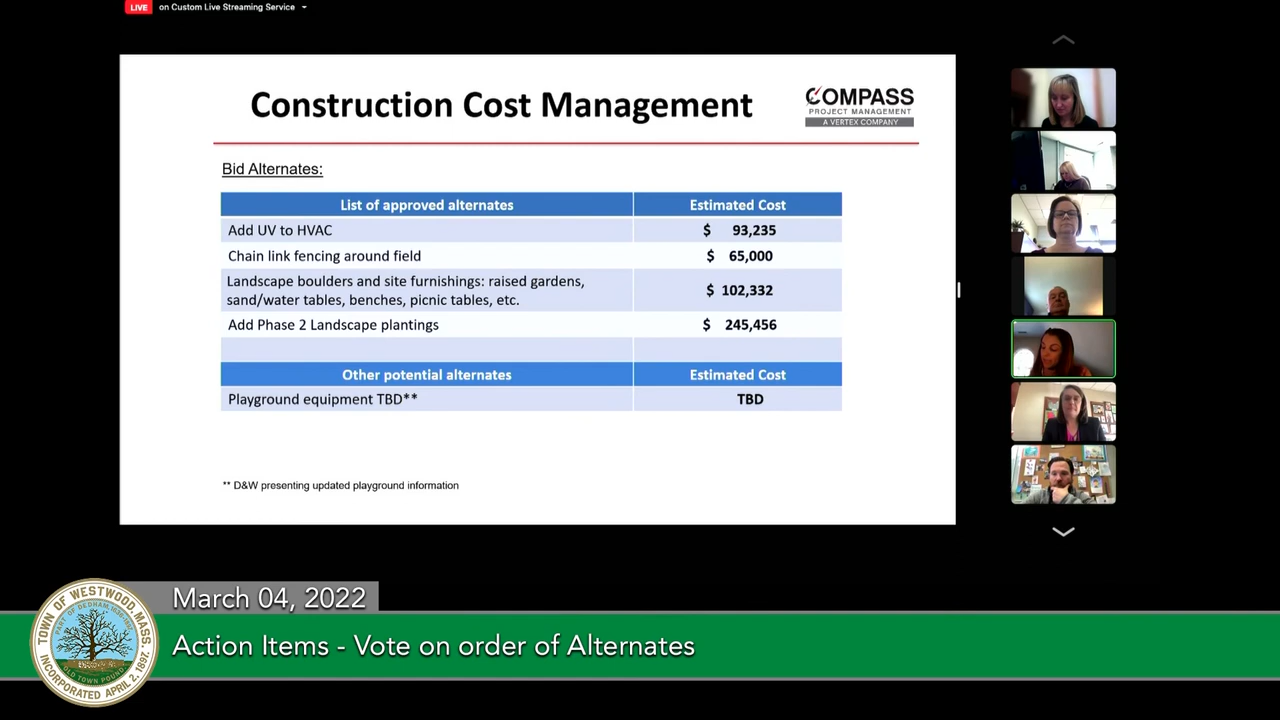 LIVE on Custom Live Streaming Service
Construction Cost Management
COMPASS
PROJECT MANAGEMENT
A VERTEX COMPANY
Bid Alternates:
List of approved alternates Estimated Cost
Add UV to HVAC $ 93,235
Chain link fencing around field $ 65,000
Landscape boulders and site furnishings: raised gardens,
sand/water tables, benches, picnic tables, etc. $ 102,332
Add Phase 2 Landscape plantings $ 245,456
Other potential alternates Estimated Cost
Playground equipment TBD** TBD
** D&W presenting updated playground information
March 04, 2022
Action Items - Vote on order of Alternates
TOWN OF WESTWOOD, MASS.
OLD TOWN POUND
INCORPORATED APRIL 2, 1897.